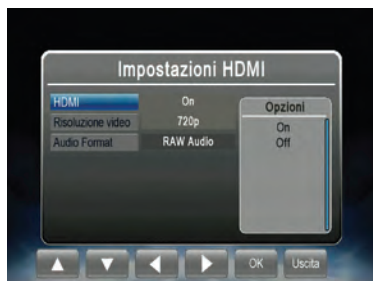 Impostazioni HDMI
HDMI On
Risoluzione video 720p
Audio Format RAW Audio
Opzioni
On
Off
OK Uscita